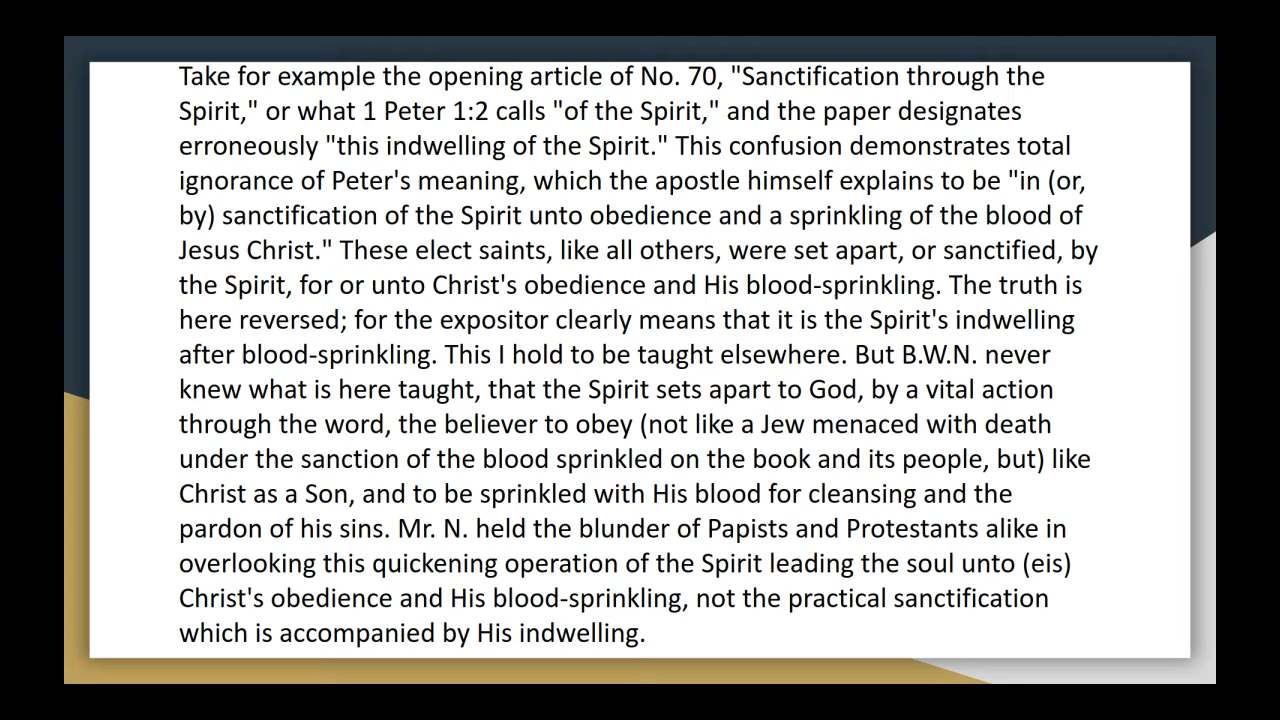 Take for example the opening article of No. 70, "Sanctification through the
Spirit," or what 1 Peter 1:2 calls "of the Spirit," and the paper designates
erroneously "this indwelling of the Spirit." This confusion demonstrates total
ignorance of Peter's meaning, which the apostle himself explains to be "in (or,
by) sanctification of the Spirit unto obedience and a sprinkling of the blood of
Jesus Christ." These elect saints, like all others, were set apart, or sanctified, by
the Spirit, for or unto Christ's obedience and His blood-sprinkling. The truth is
here reversed; for the expositor clearly means that it is the Spirit's indwelling
after blood-sprinkling. This I hold to be taught elsewhere. But B.W.N. never
knew what is here taught, that the Spirit sets apart to God, by a vital action
through the word, the believer to obey (not like a Jew menaced with death
under the sanction of the blood sprinkled on the book and its people, but) like
Christ as a Son, and to be sprinkled with His blood for cleansing and the
pardon of his sins. Mr. N. held the blunder of Papists and Protestants alike in
overlooking this quickening operation of the Spirit leading the soul unto (eis)
Christ's obedience and His blood-sprinkling, not the practical sanctification
which is accompanied by His indwelling.